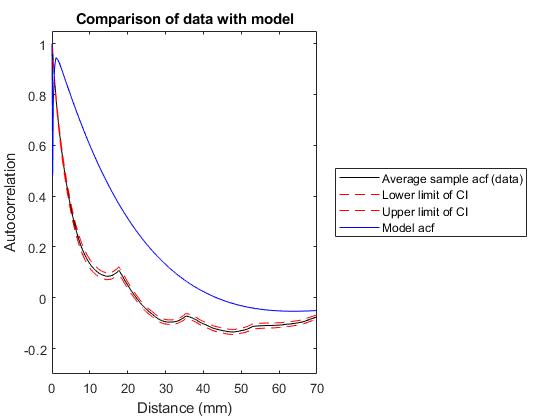 Comparison of data with model
1
0.8
0.6
0.4
0.2
0
-0.2
Autocorrelation
0 10 20 30 40 50 60 70
Distance (mm)
Average sample acf (data)
Lower limit of CI
Upper limit of CI
Model acf